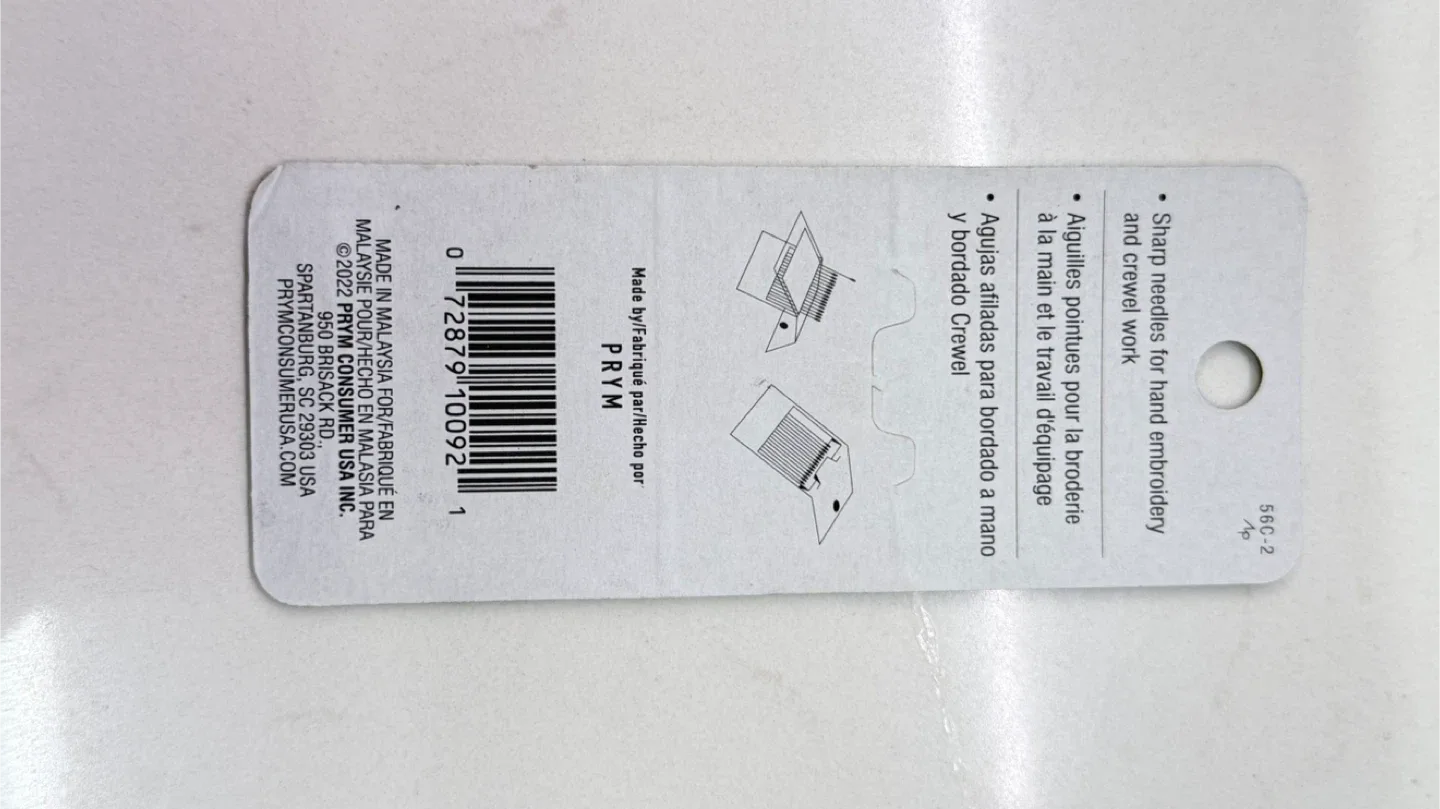 56C-2
1p
• Sharp needles for hand embroidery
and crewel work
• Aiguilles pointues pour la broderie
à la main et le travail d'équipage
• Agujas afiladas para bordado a mano
y bordado Crewel
Made by/Fabriqué par/Hecho por
PRYM
0 72879 10092 1
MADE IN MALAYSIA FOR/FABRIQUÉ EN
MALAYSIE POUR/HECHO EN MALASIA PARA
©2022 PRYM CONSUMER USA INC.
950 BRISACK RD.,
SPARTANBURG, SC 29303 USA
PRYMCONSUMERUSA.COM